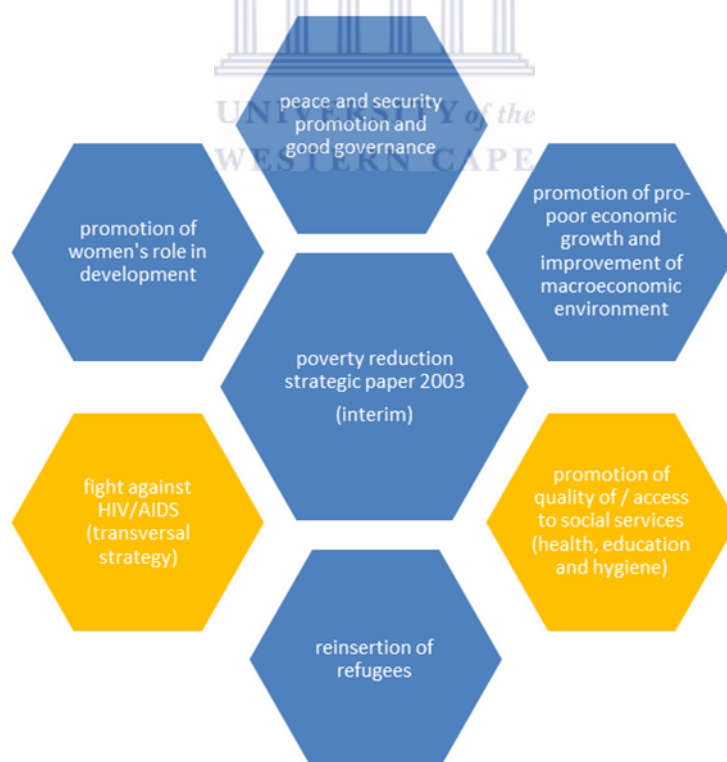 peace and security
promotion and
good governance
UNIVERSITY of the
WESTERN CAPE
promotion of
women's role in
development
promotion of pro-
poor economic
growth and
improvement of
macroeconomic
environment
poverty reduction
strategic paper 2003
(interim)
fight against
HIV/AIDS
(transversal
strategy)
promotion of
quality of / access
to social services
(health, education
and hygiene)
reinsertion of
refugees